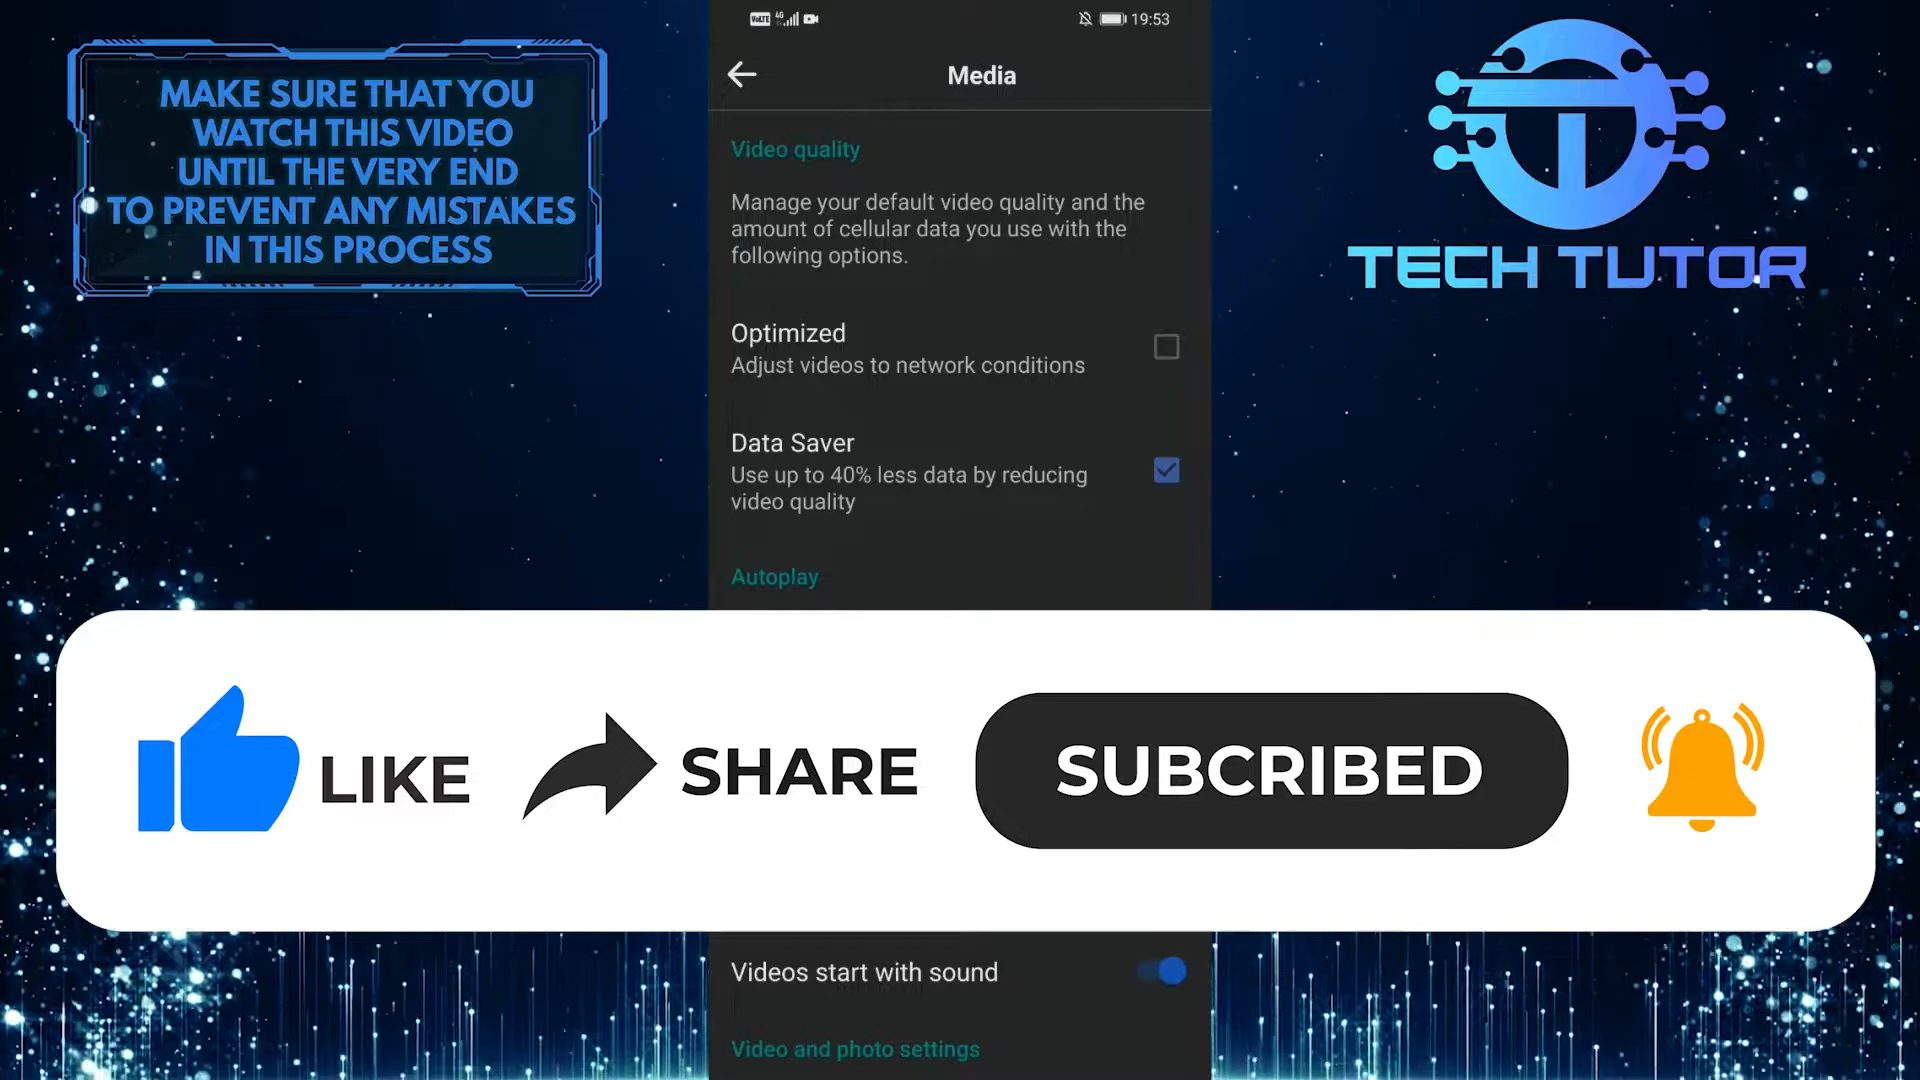 MAKE SURE THAT YOU
WATCH THIS VIDEO
UNTIL THE VERY END
TO PREVENT ANY MISTAKES
IN THIS PROCESS
VoLTE 4G 19:53
Media
Video quality
Manage your default video quality and the
amount of cellular data you use with the
following options.
Optimized
Adjust videos to network conditions
Data Saver
Use up to 40% less data by reducing
video quality
Autoplay
TECH TUTOR
LIKE SHARE SUBCRIBED
Videos start with sound
Video and photo settings